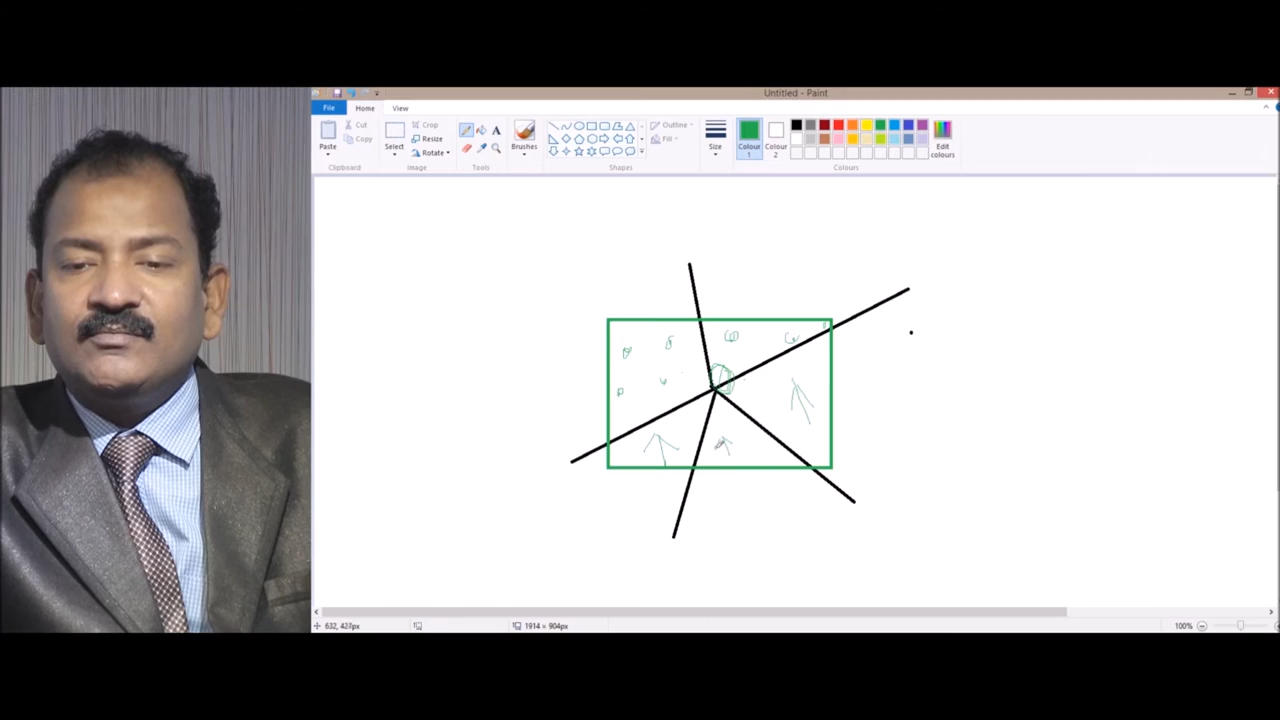 Untitled - Paint
File Home View
Cut
Copy
Paste
Crop
Resize
Rotate
Select
A
Brushes
Outline
Fill
Size
Colour
1
Colour
2
Edit
colours
Clipboard
Image
Tools
Shapes
Colours
1914 × 904px
100%